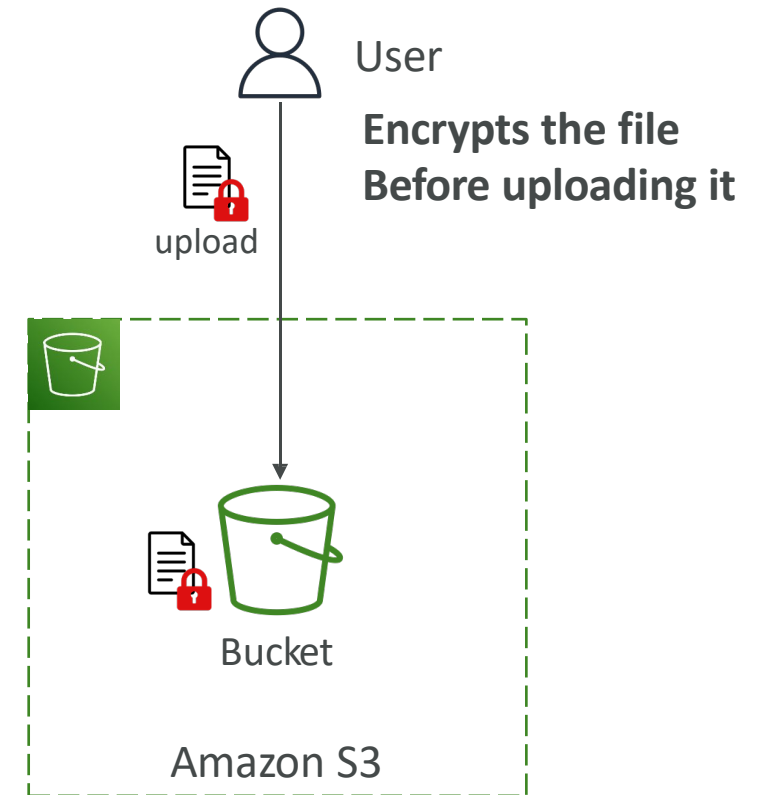 User
Encrypts the file
Before uploading it
upload
Bucket
Amazon S3